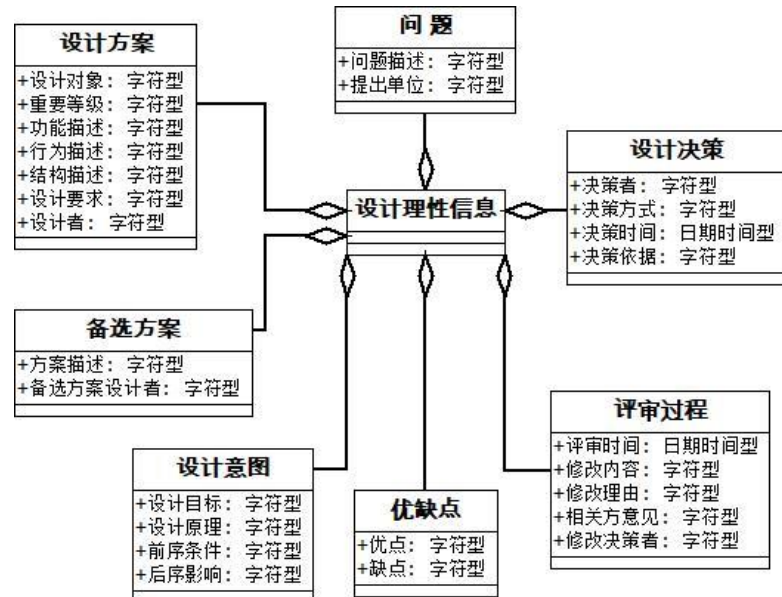 设计方案
+设计对象: 字符型
+重要等级: 字符型
+功能描述: 字符型
+行为描述: 字符型
+结构描述: 字符型
+设计要求: 字符型
+设计者: 字符型
问 题
+问题描述: 字符型
+提出单位: 字符型
设计决策
+决策者: 字符型
+决策方式: 字符型
+决策时间: 日期时间型
+决策依据: 字符型
设计理性信息
备选方案
+方案描述: 字符型
+备选方案设计者: 字符型
设计意图
+设计目标: 字符型
+设计原理: 字符型
+前序条件: 字符型
+后序影响: 字符型
优缺点
+优点: 字符型
+缺点: 字符型
评审过程
+评审时间: 日期时间型
+修改内容: 字符型
+修改理由: 字符型
+相关方意见: 字符型
+修改决策者: 字符型